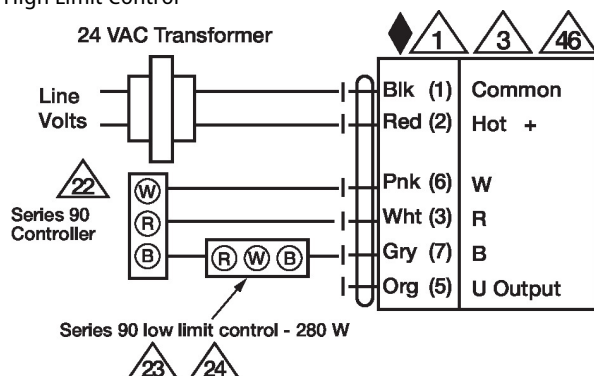 High Limit Control
24 VAC Transformer
1 3 46
Line
Volts
Blk (1) Common
Red (2) Hot +
22
Series 90
Controller
W
R
B
Pnk (6) W
Wht (3) R
Gry (7) B
Org (5) U Output
R W B
Series 90 low limit control - 280 W
23 24